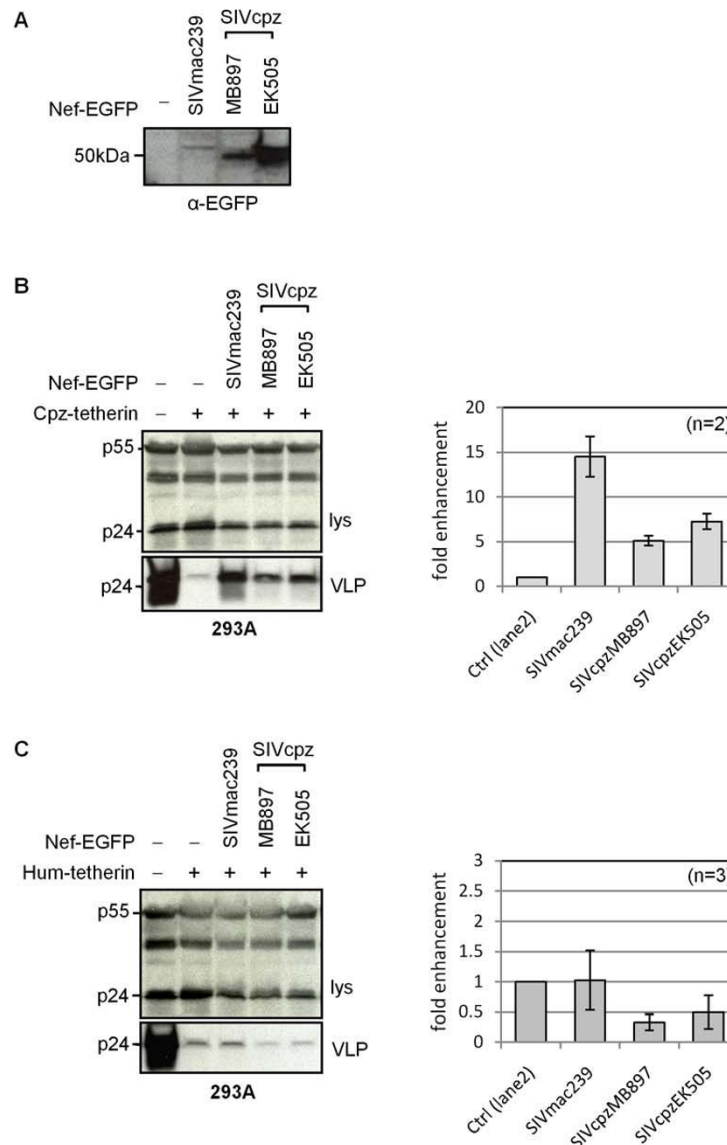 A
SIVcpz
Nef-EGFP – SIVmac239 MB897 EK505
50kDa
α-EGFP
B
SIVcpz
Nef-EGFP – – SIVmac239 MB897 EK505
Cpz-tetherin – + + + +
p55
p24
lys
p24
VLP
293A
(n=2)
fold enhancement
20
15
10
5
0
Ctrl (lane2)
SIVmac239
SIVcpzMB897
SIVcpzEK505
C
SIVcpz
Nef-EGFP – – SIVmac239 MB897 EK505
Hum-tetherin – + + + +
p55
p24
lys
p24
VLP
293A
(n=3)
fold enhancement
3
2.5
2
1.5
1
0.5
0
Ctrl (lane2)
SIVmac239
SIVcpzMB897
SIVcpzEK505